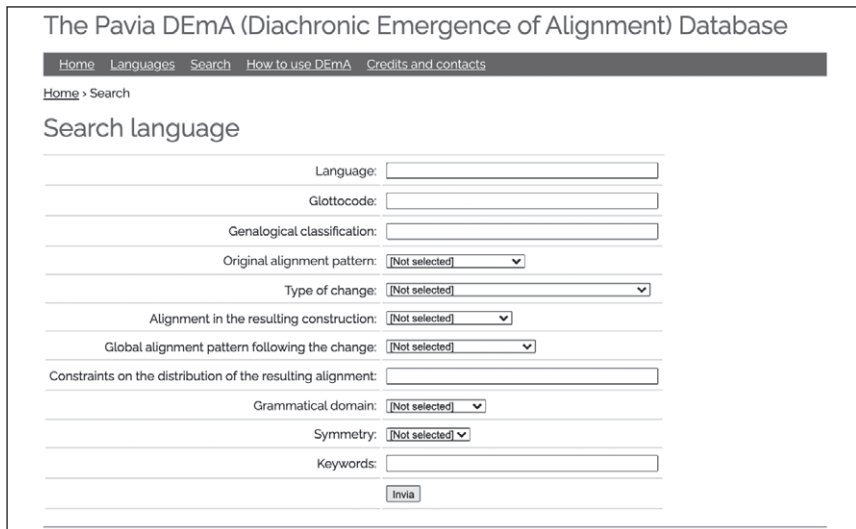 The Pavia DEmA (Diachronic Emergence of Alignment) Database
Home Languages Search How to use DEmA Credits and contacts
Home › Search
Search language
Language:
Glottocode:
Genalogical classification:
Original alignment pattern: [Not selected]
Type of change: [Not selected]
Alignment in the resulting construction: [Not selected]
Global alignment pattern following the change: [Not selected]
Constraints on the distribution of the resulting alignment:
Grammatical domain: [Not selected]
Symmetry: [Not selected]
Keywords:
Invia